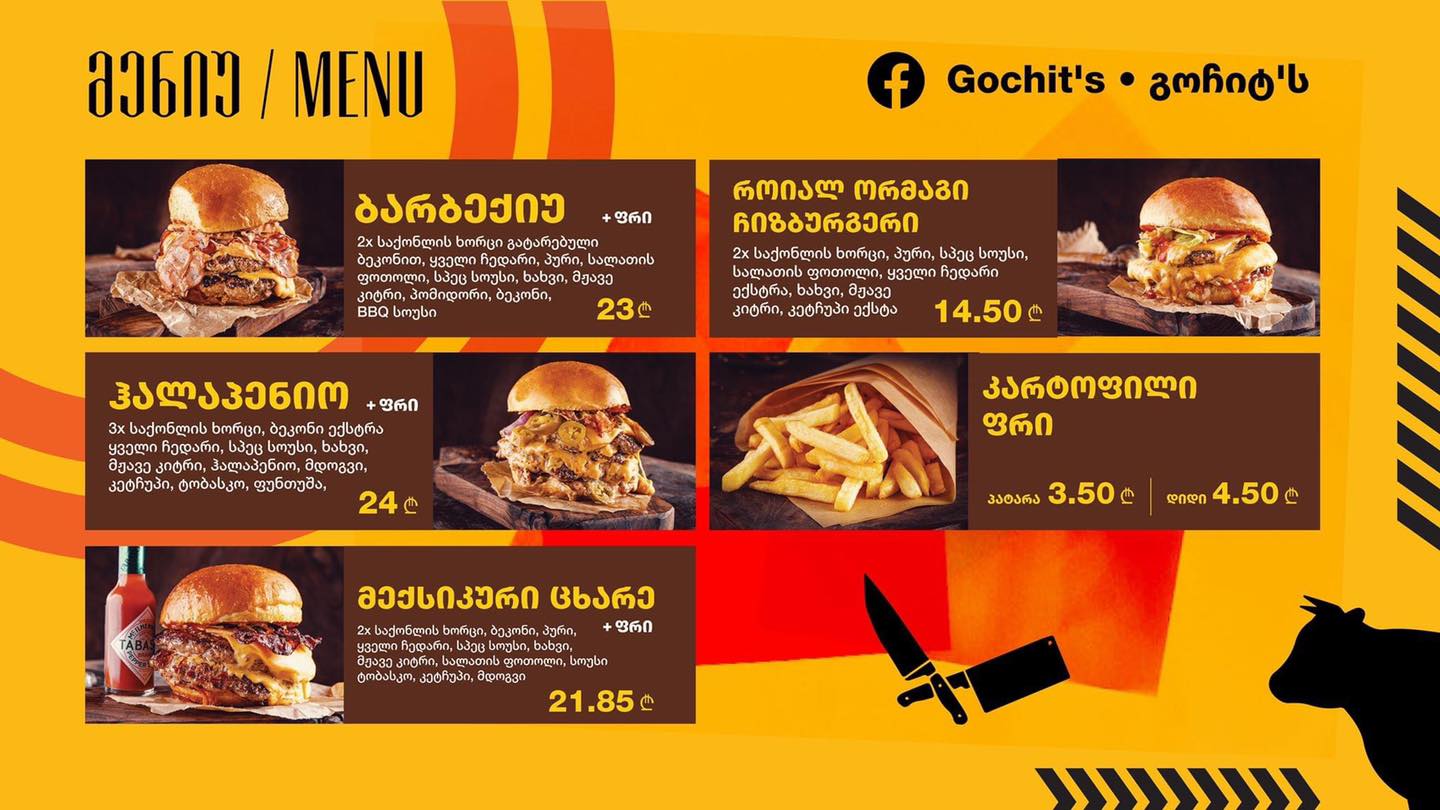 მენიუ / MENU
Gochit's • გოჩიტ'ს
ბარბექიუ
+ ფრი
2x საქონლის ხორცი გატარებული
ბეკონით, ყველი ჩედარი, პური, სალათის
ფოთოლი, სპეც სოუსი, ხახვი, მჟავე
კიტრი, პომიდორი, ბეკონი,
BBQ სოუსი
23 ₾
როიალ ორმაგი
ჩიზბურგერი
2x საქონლის ხორცი, პური, სპეც სოუსი,
სალათის ფოთოლი, ყველი ჩედარი
ექსტრა, ხახვი, მჟავე
კიტრი, კეტჩუპი ექსტა
14.50 ₾
ჰალაპენიო
+ ფრი
3x საქონლის ხორცი, ბეკონი ექსტრა
ყველი ჩედარი, სპეც სოუსი, ხახვი,
მჟავე კიტრი, ჰალაპენიო, მდოგვი,
კეტჩუპი, ტობასკო, ფუნთუშა,
24 ₾
კარტოფილი
ფრი
პატარა 3.50 ₾ დიდი 4.50 ₾
TABAS
მექსიკური ცხარე
+ ფრი
2x საქონლის ხორცი, ბეკონი, პური,
ყველი ჩედარი, სპეც სოუსი, ხახვი,
მჟავე კიტრი, სალათის ფოთოლი, სოუსი
ტობასკო, კეტჩუპი, მდოგვი
21.85 ₾